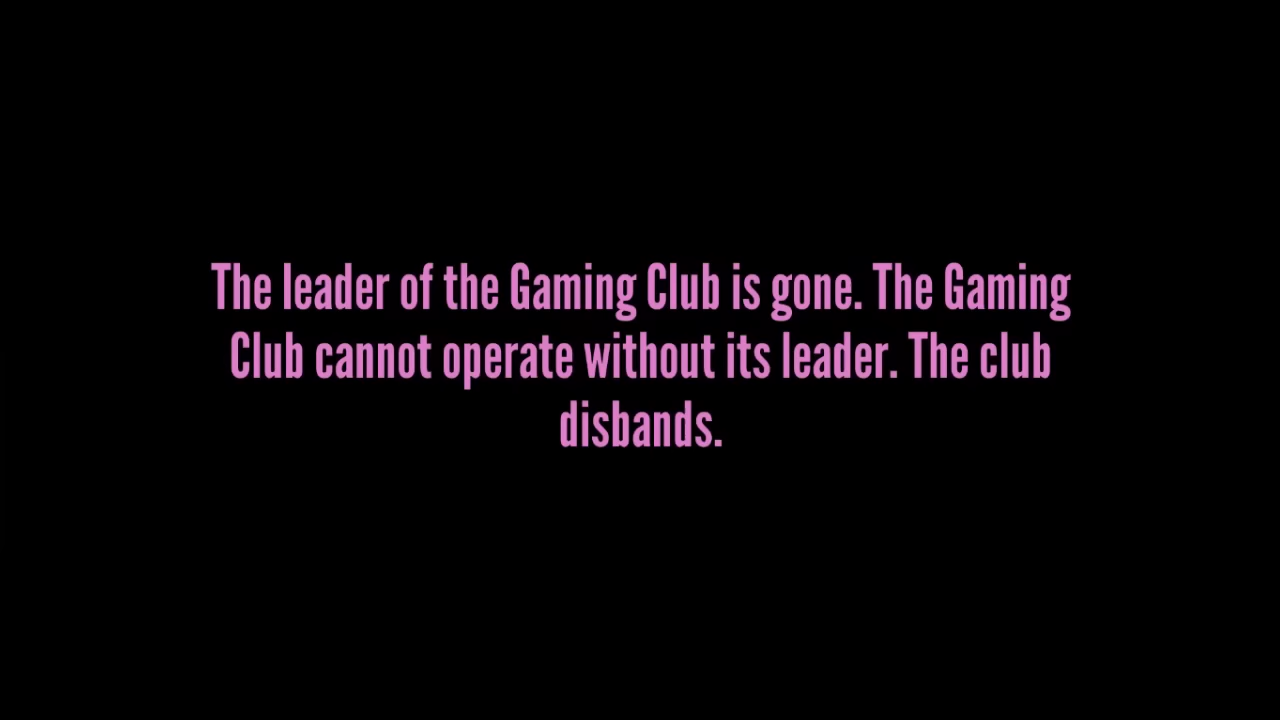 The leader of the Gaming Club is gone. The Gaming
Club cannot operate without its leader. The club
disbands.